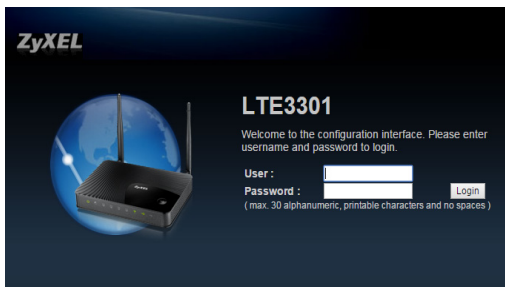 ZyXEL
LTE3301
Welcome to the configuration interface. Please enter
username and password to login.
User :
Password :
Login
( max. 30 alphanumeric, printable characters and no spaces )
ZyXEL